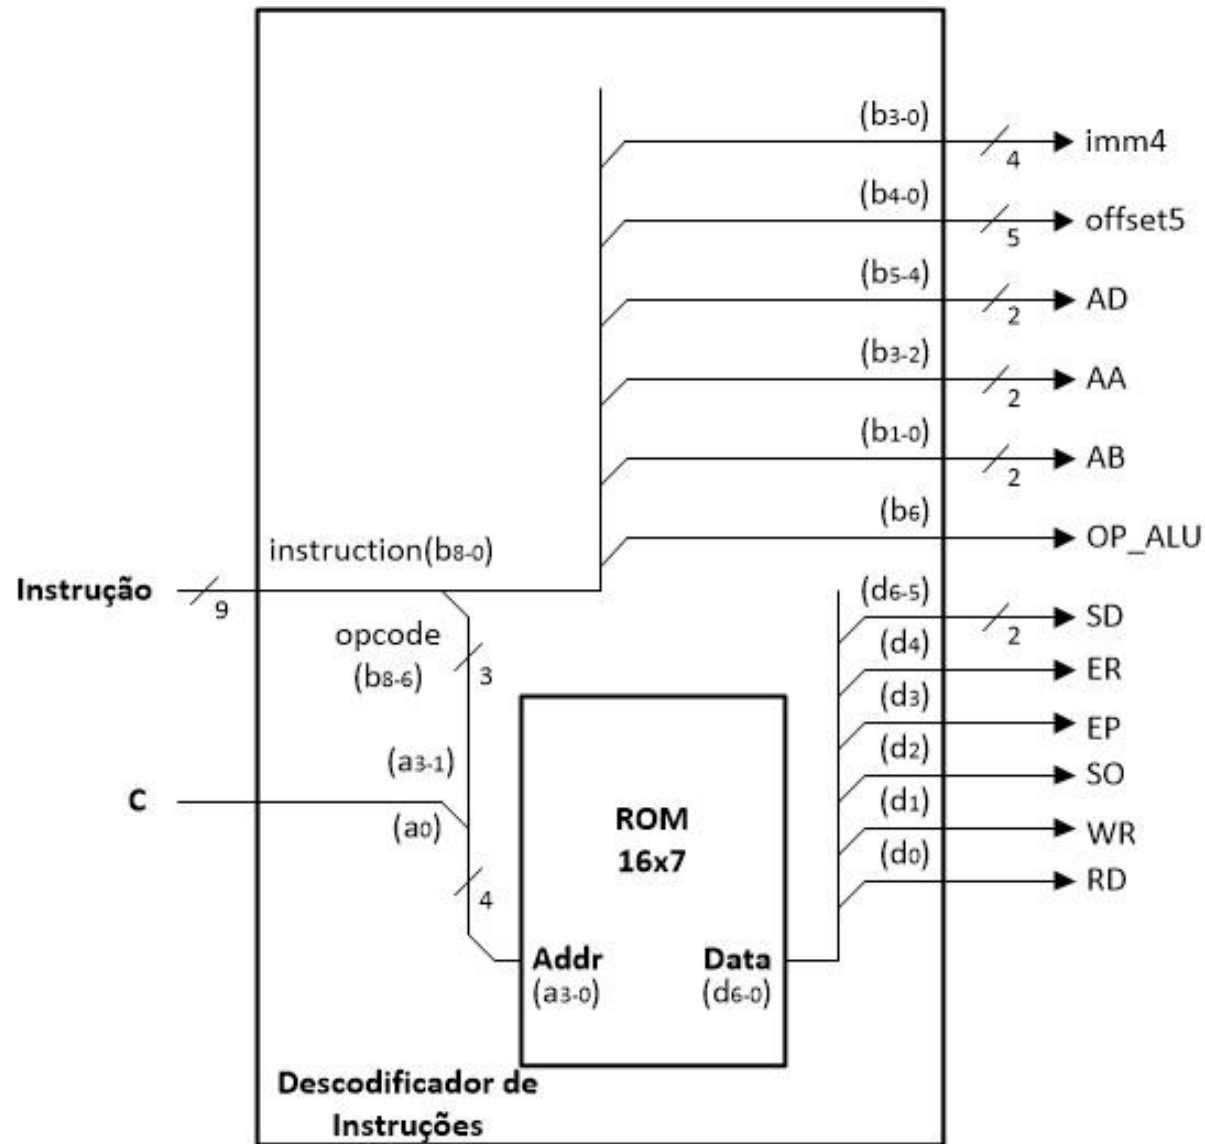 (b3-0)
imm4
4
(b4-0)
offset5
5
(b5-4)
AD
2
(b3-2)
AA
2
(b1-0)
AB
2
(b6)
OP_ALU
instruction(b8-0)
Instrução
9
opcode
(b8-6)
3
(d6-5)
SD
2
(d4)
ER
(d3)
EP
(d2)
SO
(d1)
WR
(d0)
RD
(a3-1)
C
(a0)
4
ROM
16x7
Addr
(a3-0)
Data
(d6-0)
Descodificador de
Instruções